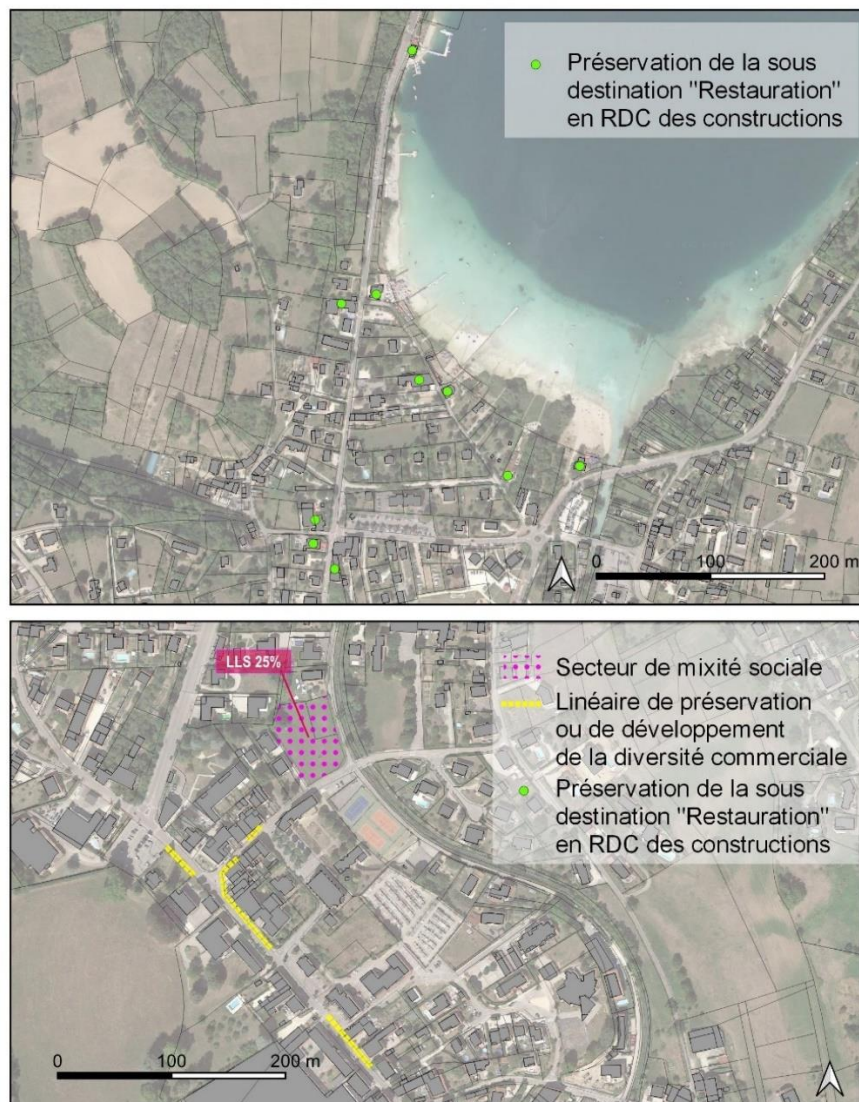 Préservation de la sous
destination "Restauration"
en RDC des constructions
0 100 200 m
LLS 25%
Secteur de mixité sociale
Linéaire de préservation
ou de développement
de la diversité commerciale
Préservation de la sous
destination "Restauration"
en RDC des constructions
0 100 200 m